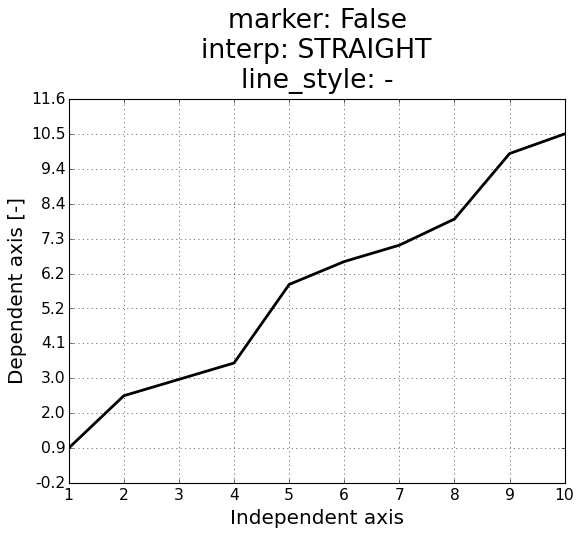 marker: False
interp: STRAIGHT
line_style: -
11.6
10.5
9.4
8.4
7.3
6.2
5.2
4.1
3.0
2.0
0.9
-0.2
Dependent axis [-]
1 2 3 4 5 6 7 8 9 10
Independent axis